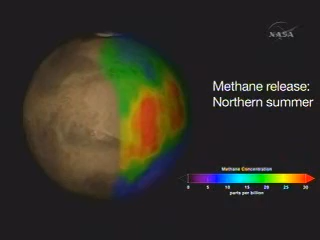 NASA
Methane release:
Northern summer
Methane Concentration
0 5 10 15 20 25 30
parts per billion